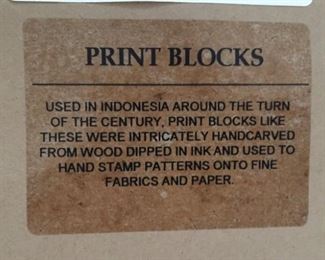 PRINT BLOCKS
USED IN INDONESIA AROUND THE TURN
OF THE CENTURY, PRINT BLOCKS LIKE
THESE WERE INTRICATELY HANDCARVED
FROM WOOD DIPPED IN INK AND USED TO
HAND STAMP PATTERNS ONTO FINE
FABRICS AND PAPER.